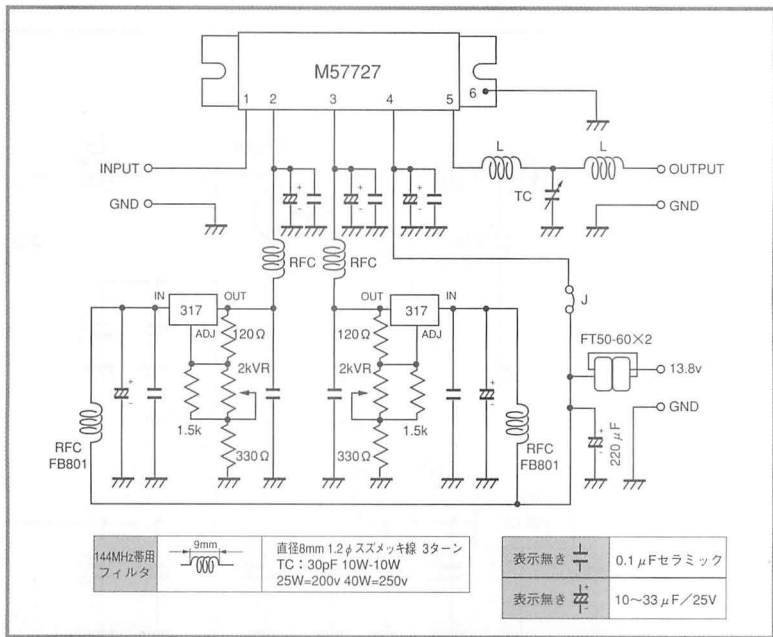 M57727
1 2 3 4 5 6
INPUT
GND
L L
TC
OUTPUT
GND
RFC RFC
IN 317 OUT
ADJ
OUT 317 IN
ADJ
120Ω
120Ω
2kVR
2kVR
1.5k
1.5k
330Ω
330Ω
RFC
FB801
RFC
FB801
J
FT50-60×2
13.8v
GND
220μF
144MHz帯用
フィルタ
9mm
直径8mm 1.2φ スズメッキ線 3ターン
TC：30pF 10W-10W
25W=200v 40W=250v
表示無き
0.1μFセラミック
表示無き
10〜33μF／25V